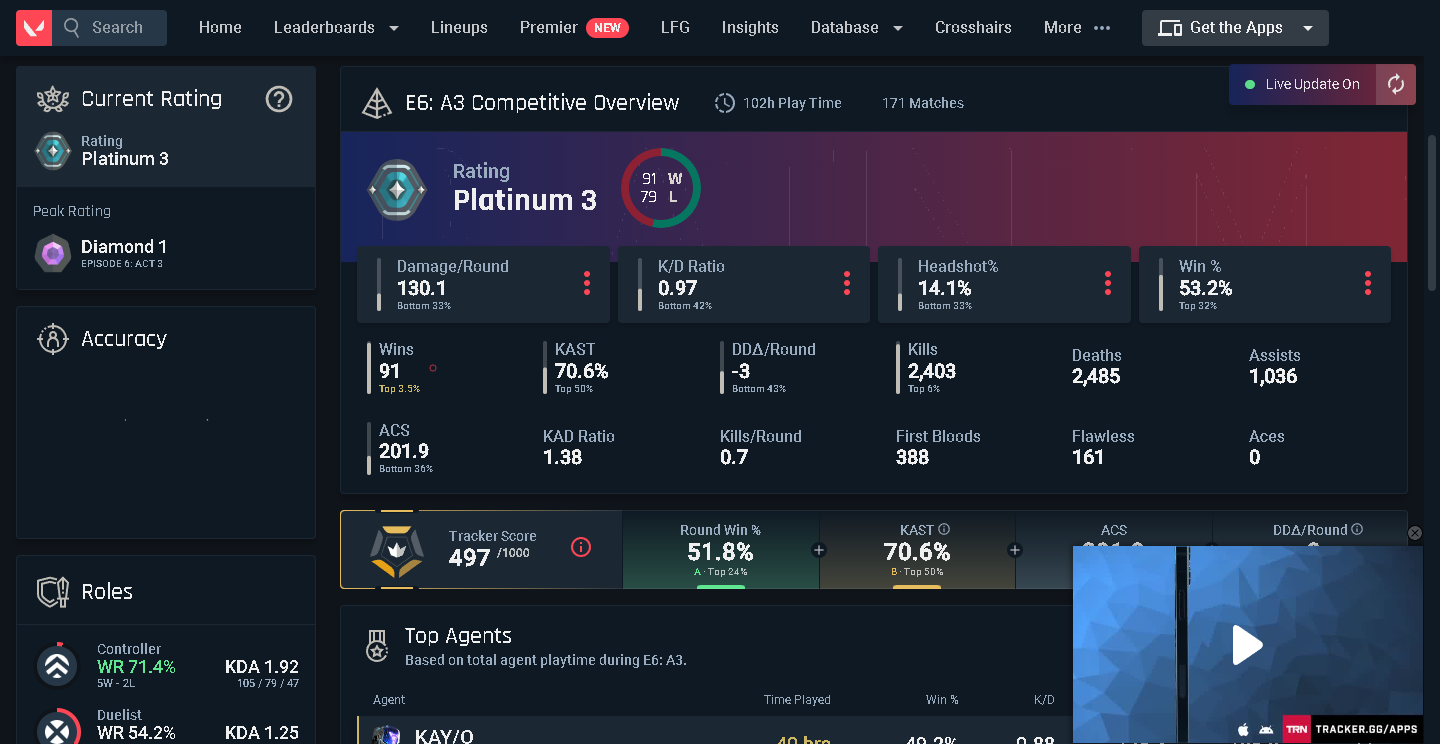 Search
Home
Leaderboards
Lineups
Premier NEW
LFG
Insights
Database
Crosshairs
More
Get the Apps
Live Update On
Current Rating
Rating
Platinum 3
Peak Rating
Diamond 1
EPISODE 6: ACT 3
Accuracy
Roles
Controller
WR 71.4% KDA 1.92
5W - 2L 105 / 79 / 47
Duelist
WR 54.2% KDA 1.25
E6: A3 Competitive Overview 102h Play Time 171 Matches
Rating
Platinum 3
91 W
79 L
Damage/Round
130.1
Bottom 33%
K/D Ratio
0.97
Bottom 42%
Headshot%
14.1%
Bottom 33%
Win %
53.2%
Top 32%
Wins
91
Top 3.5%
KAST
70.6%
Top 50%
DDΔ/Round
-3
Bottom 43%
Kills
2,403
Top 6%
Deaths
2,485
Assists
1,036
ACS
201.9
Bottom 36%
KAD Ratio
1.38
Kills/Round
0.7
First Bloods
388
Flawless
161
Aces
0
Tracker Score
497 /1000
Round Win %
51.8%
A · Top 24%
KAST
70.6%
B · Top 50%
ACS
DDΔ/Round
Top Agents
Based on total agent playtime during E6: A3.
Agent Time Played Win % K/D
KAY/O 49.2% 0.88
TRN TRACKER.GG/APPS